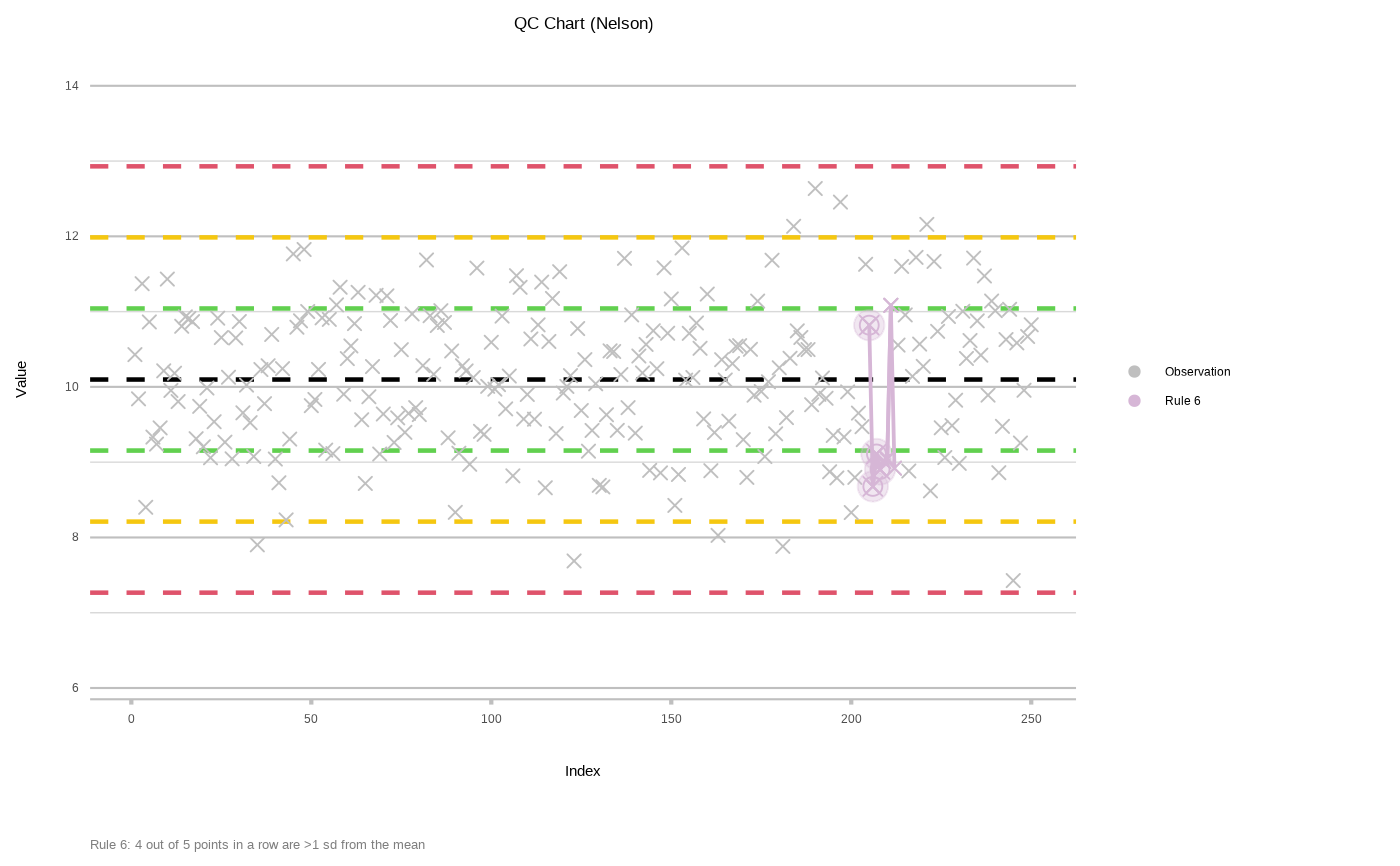 QC Chart (Nelson)
14
12
10
8
6
Value
0 50 100 150 200 250
Index
Observation
Rule 6
Rule 6: 4 out of 5 points in a row are >1 sd from the mean